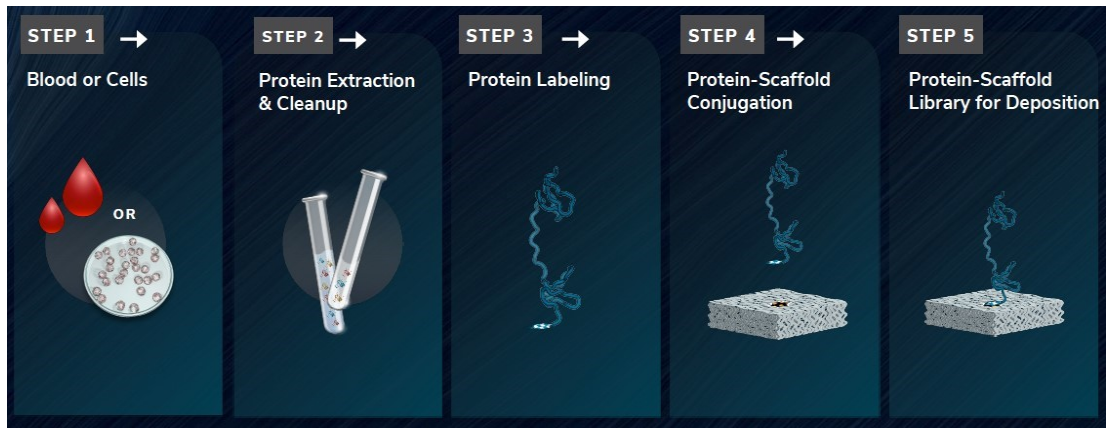 STEP 1
Blood or Cells
OR
STEP 2
Protein Extraction
& Cleanup
STEP 3
Protein Labeling
STEP 4
Protein-Scaffold
Conjugation
STEP 5
Protein-Scaffold
Library for Deposition